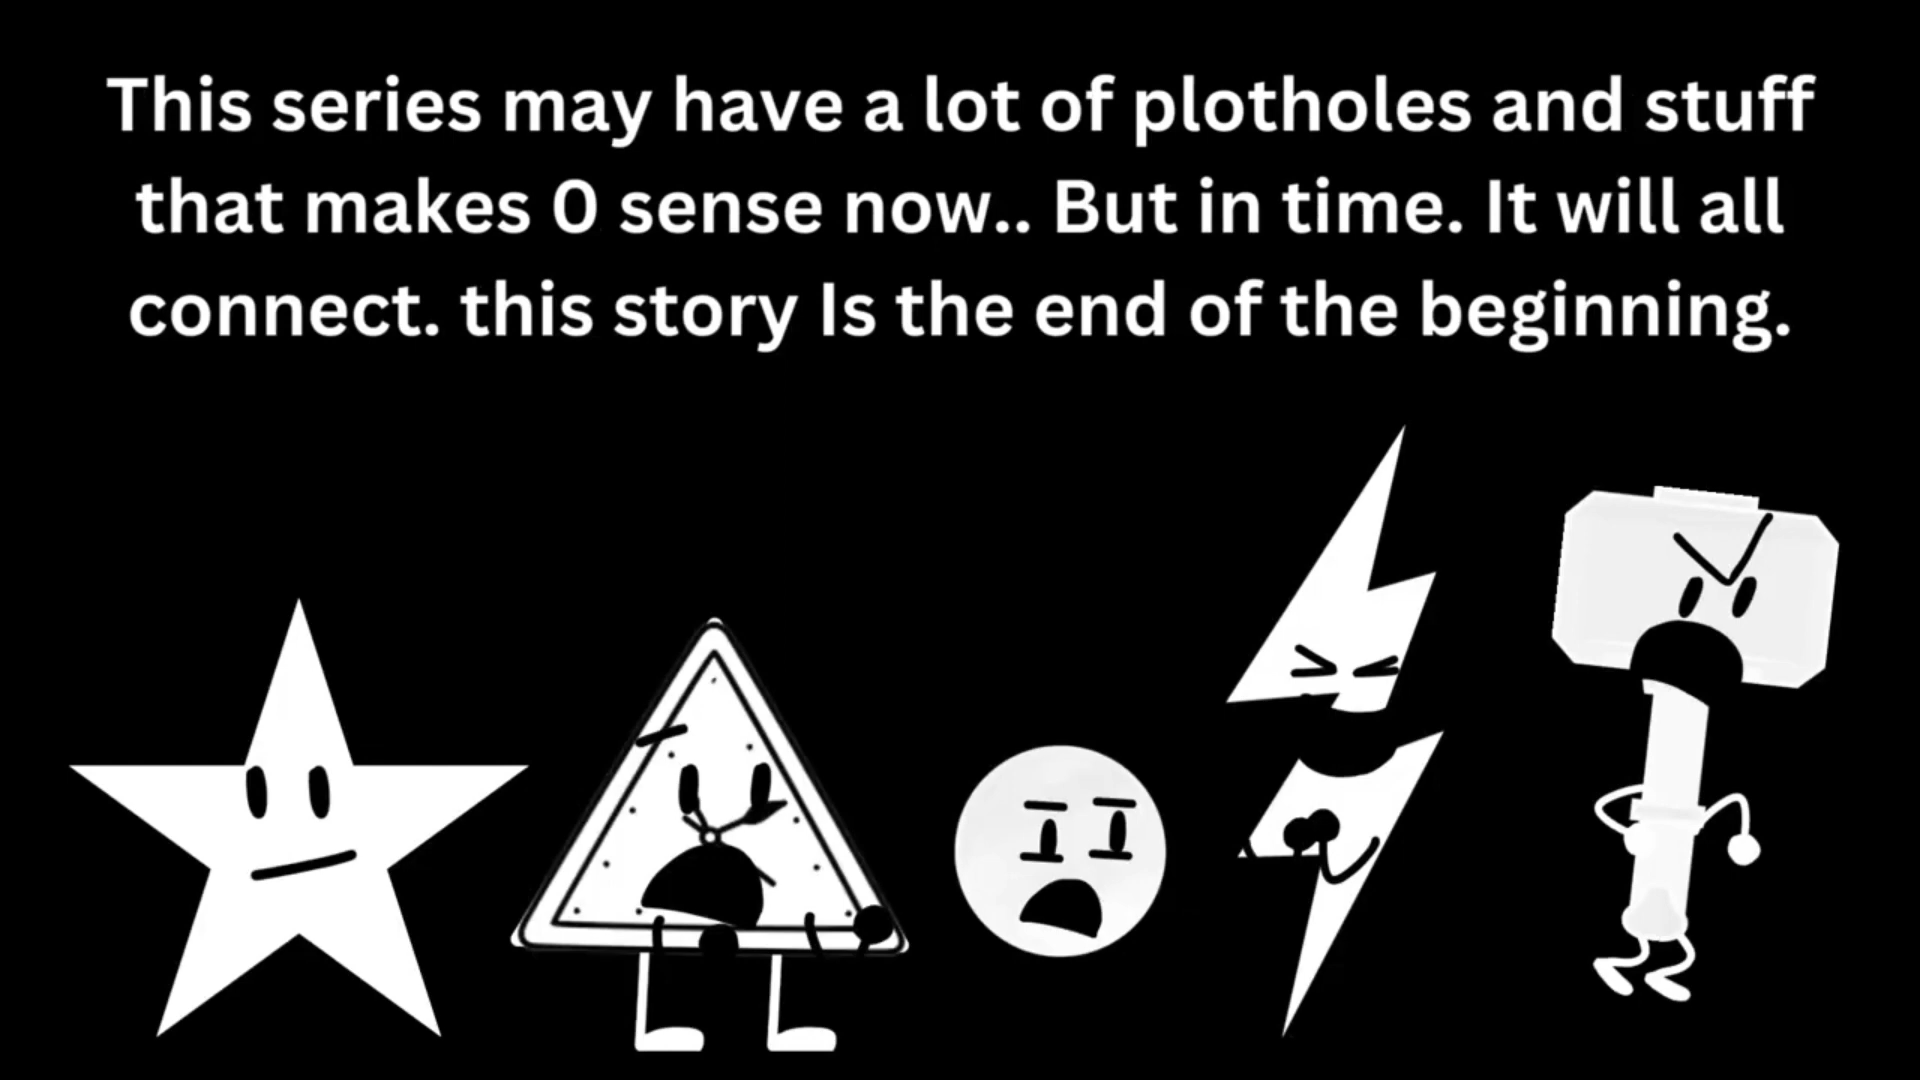 This series may have a lot of plotholes and stuff
that makes 0 sense now.. But in time. It will all
connect. this story Is the end of the beginning.